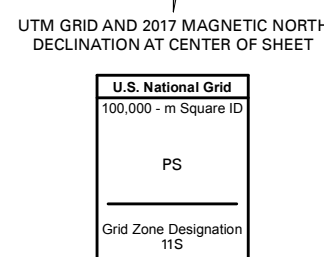 UTM GRID AND 2017 MAGNETIC NORTH
DECLINATION AT CENTER OF SHEET
U.S. National Grid
100,000 - m Square ID
PS
Grid Zone Designation
11S